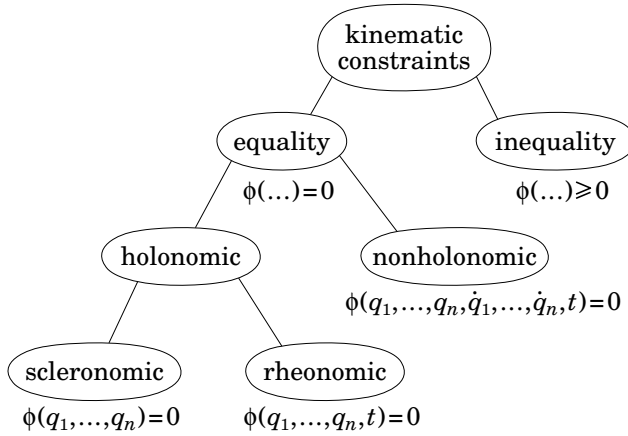 kinematic
constraints
equality
inequality
ϕ(...)=0
ϕ(...)⩾0
holonomic
nonholonomic
ϕ(q₁,...,qₙ,q̇₁,...,q̇ₙ,t)=0
scleronomic
rheonomic
ϕ(q₁,...,qₙ)=0
ϕ(q₁,...,qₙ,t)=0